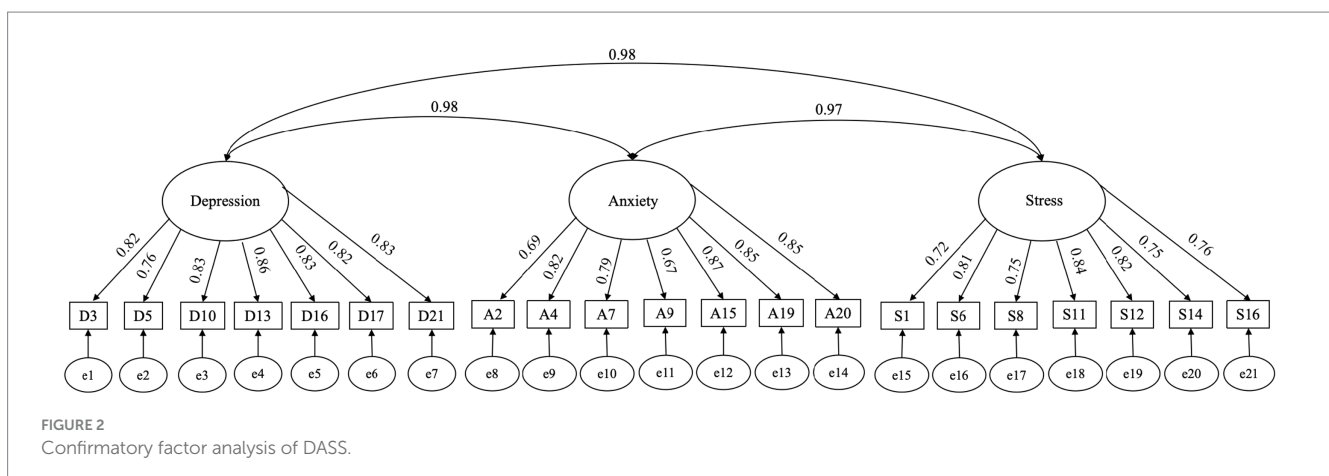 0.98
0.98 0.97
Depression Anxiety Stress
0.82 0.76 0.83 0.86 0.83 0.82 0.83 0.69 0.82 0.79 0.67 0.87 0.85 0.85 0.72 0.81 0.75 0.84 0.82 0.75 0.76
D3 D5 D10 D13 D16 D17 D21 A2 A4 A7 A9 A15 A19 A20 S1 S6 S8 S11 S12 S14 S16
e1 e2 e3 e4 e5 e6 e7 e8 e9 e10 e11 e12 e13 e14 e15 e16 e17 e18 e19 e20 e21
FIGURE 2
Confirmatory factor analysis of DASS.